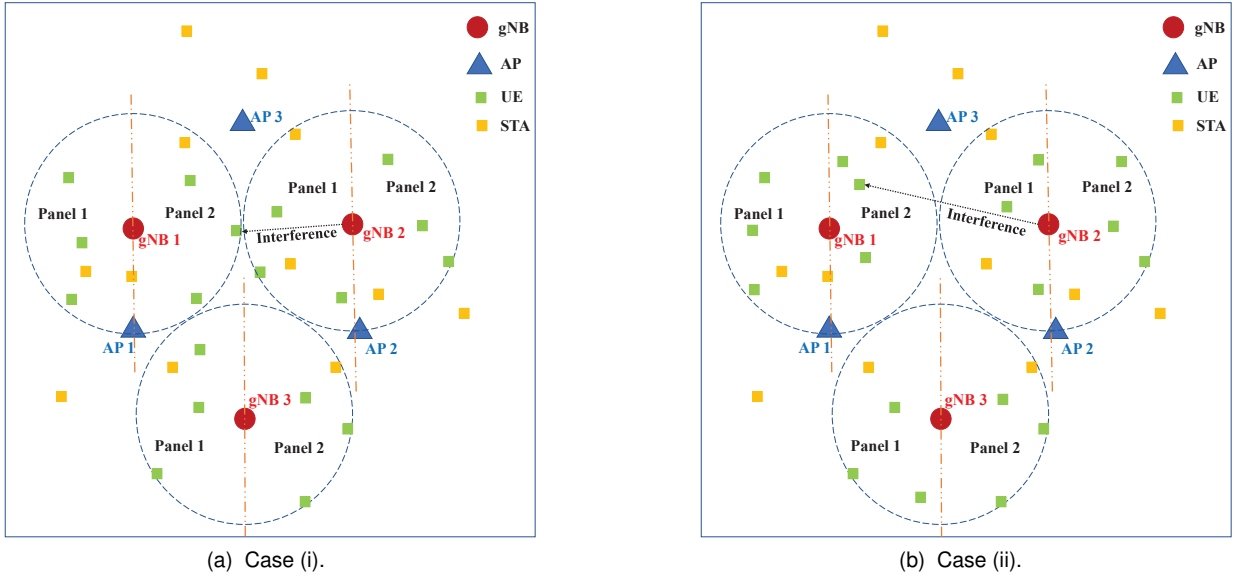 gNB
AP
UE
STA
AP 3
Panel 1
Panel 2
Panel 1
Panel 2
Interference
gNB 1
gNB 2
AP 1
AP 2
gNB 3
Panel 1
Panel 2
(a) Case (i).
gNB
AP
UE
STA
AP 3
Panel 1
Panel 2
Panel 1
Panel 2
Interference
gNB 1
gNB 2
AP 1
AP 2
gNB 3
Panel 1
Panel 2
(b) Case (ii).